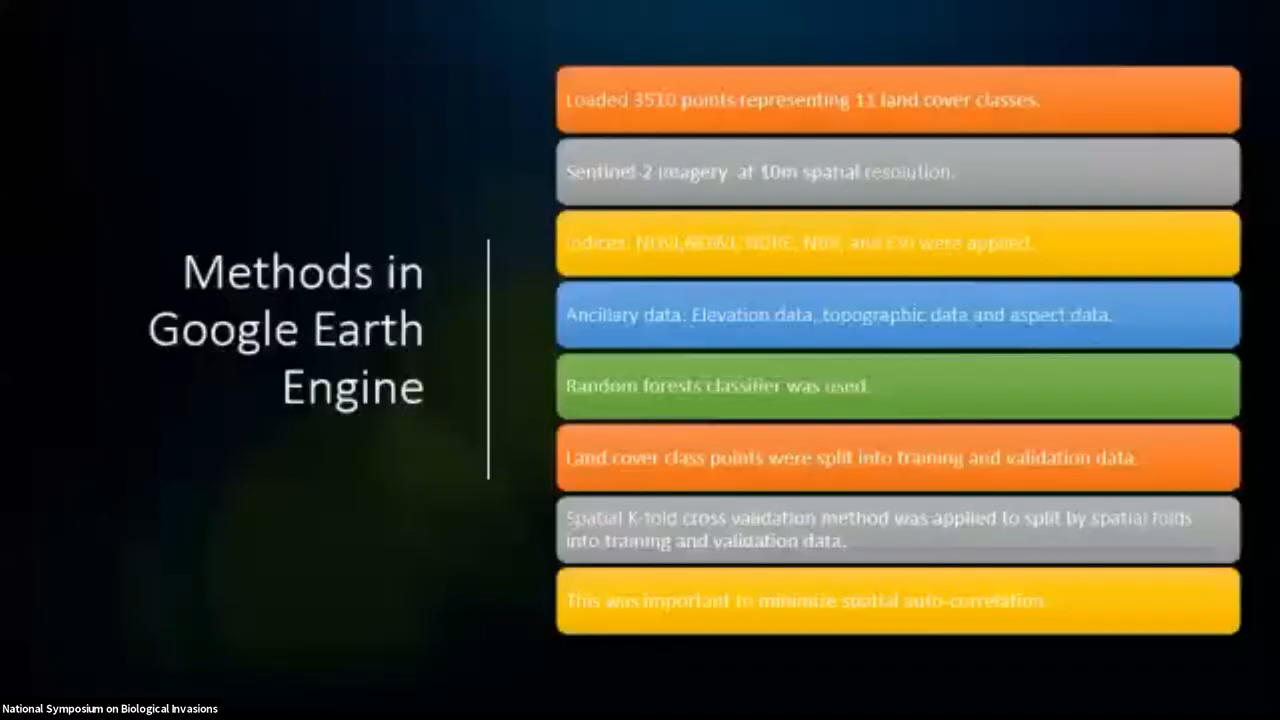 Methods in
Google Earth
Engine
Loaded 3510 points representing 11 land cover classes.
Sentinel-2 imagery at 10m spatial resolution.
Indices: and EVI were applied.
Ancillary data: Elevation data, topographic data and aspect data.
Random forests classifier was used.
Land cover class points were split into training and validation data.
Spatial K-fold cross validation method was applied to split by spatial folds
into training and validation data.
This was important to minimize spatial auto-correlation.
National Symposium on Biological Invasions